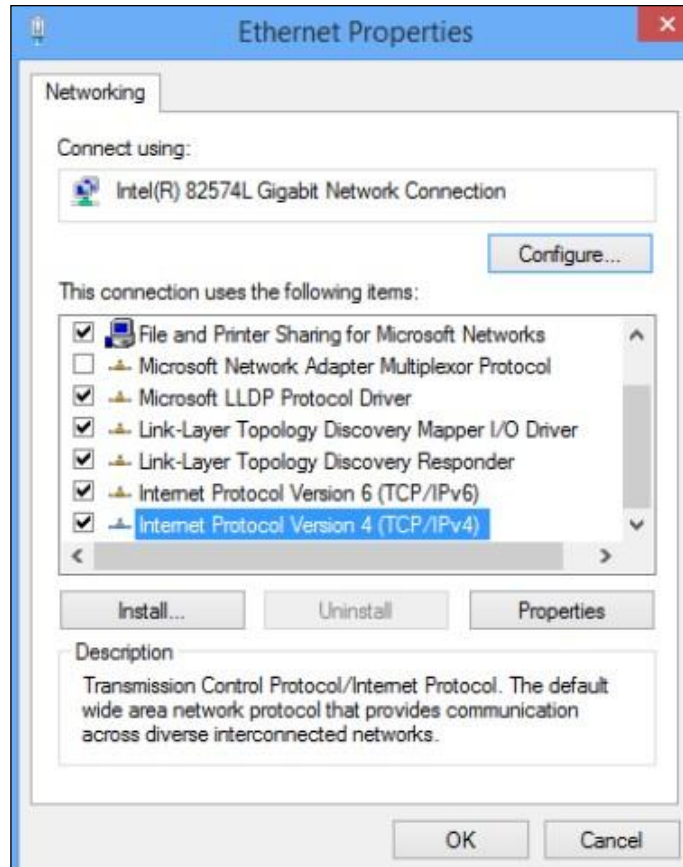 Ethernet Properties
Networking
Connect using:
Intel(R) 82574L Gigabit Network Connection
Configure...
This connection uses the following items:
File and Printer Sharing for Microsoft Networks
Microsoft Network Adapter Multiplexor Protocol
Microsoft LLDP Protocol Driver
Link-Layer Topology Discovery Mapper I/O Driver
Link-Layer Topology Discovery Responder
Internet Protocol Version 6 (TCP/IPv6)
Internet Protocol Version 4 (TCP/IPv4)
Install... Uninstall Properties
Description
Transmission Control Protocol/Internet Protocol. The default
wide area network protocol that provides communication
across diverse interconnected networks.
OK Cancel